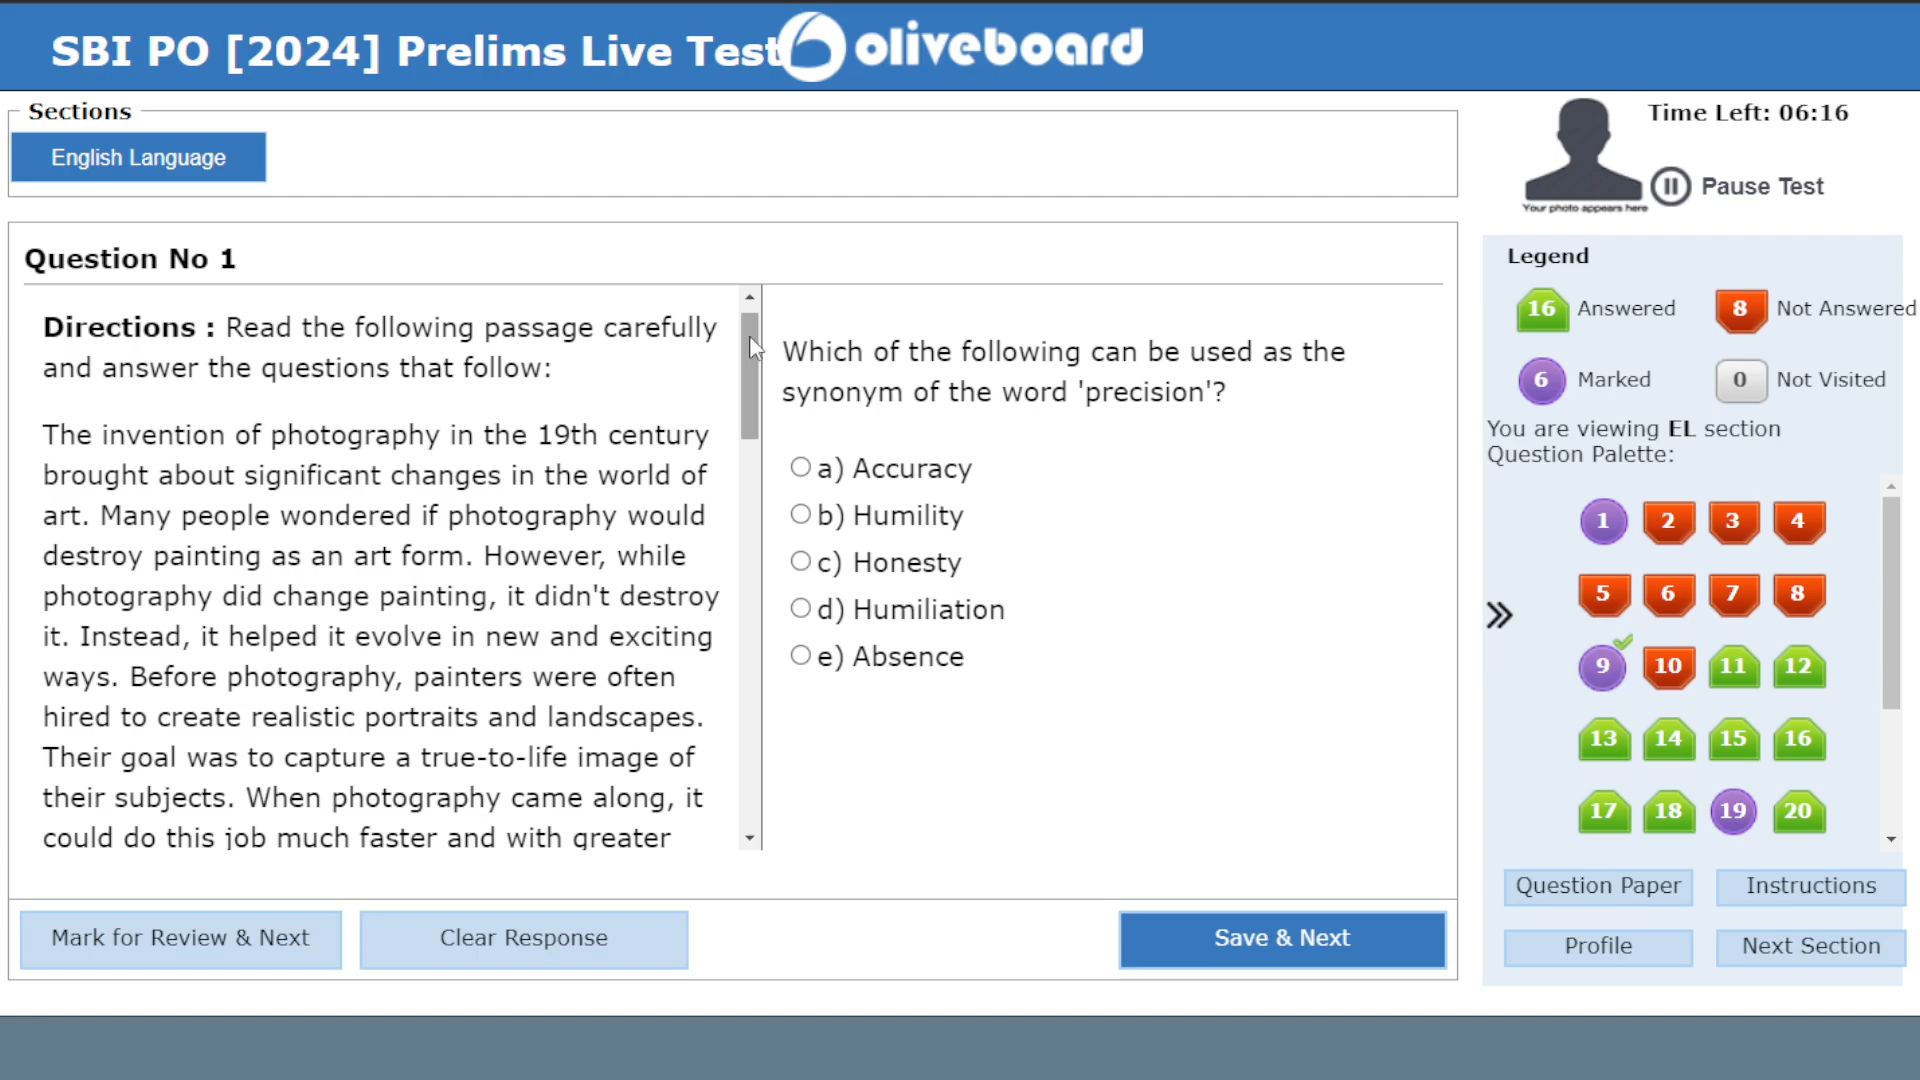 SBI PO [2024] Prelims Live Test
oliveboard
Sections
English Language
Time Left: 06:16
Pause Test
Your photo appears here
Question No 1
Directions : Read the following passage carefully
and answer the questions that follow:
The invention of photography in the 19th century
brought about significant changes in the world of
art. Many people wondered if photography would
destroy painting as an art form. However, while
photography did change painting, it didn't destroy
it. Instead, it helped it evolve in new and exciting
ways. Before photography, painters were often
hired to create realistic portraits and landscapes.
Their goal was to capture a true-to-life image of
their subjects. When photography came along, it
could do this job much faster and with greater
Which of the following can be used as the
synonym of the word 'precision'?
a) Accuracy
b) Humility
c) Honesty
d) Humiliation
e) Absence
Mark for Review & Next
Clear Response
Save & Next
Legend
16 Answered
8 Not Answered
6 Marked
0 Not Visited
You are viewing EL section
Question Palette:
1 2 3 4
5 6 7 8
9 10 11 12
13 14 15 16
17 18 19 20
Question Paper
Instructions
Profile
Next Section